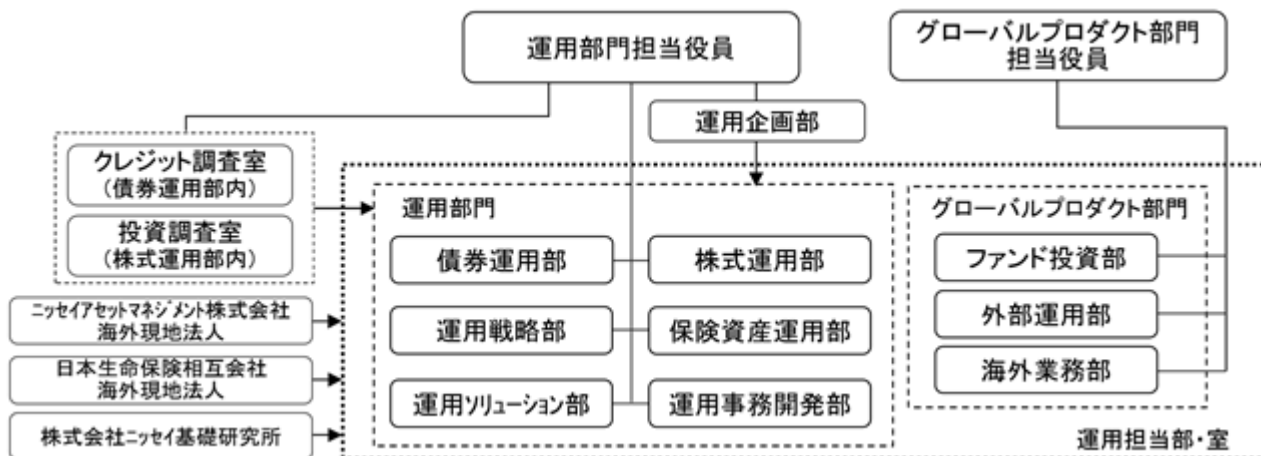 運用部門担当役員
グローバルプロダクト部門
担当役員
運用企画部
クレジット調査室
(債券運用部内)
投資調査室
(株式運用部内)
ニッセイアセットマネジメント株式会社
海外現地法人
日本生命保険相互会社
海外現地法人
株式会社ニッセイ基礎研究所
運用部門
債券運用部
株式運用部
運用戦略部
保険資産運用部
運用ソリューション部
運用事務開発部
グローバルプロダクト部門
ファンド投資部
外部運用部
海外業務部
運用担当部・室